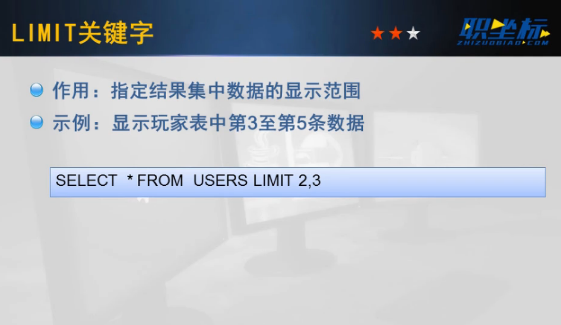 LIMIT关键字
职坐标
ZHIZUOBIAO.COM
作用：指定结果集中数据的显示范围
示例：显示玩家表中第3至第5条数据
SELECT * FROM USERS LIMIT 2,3